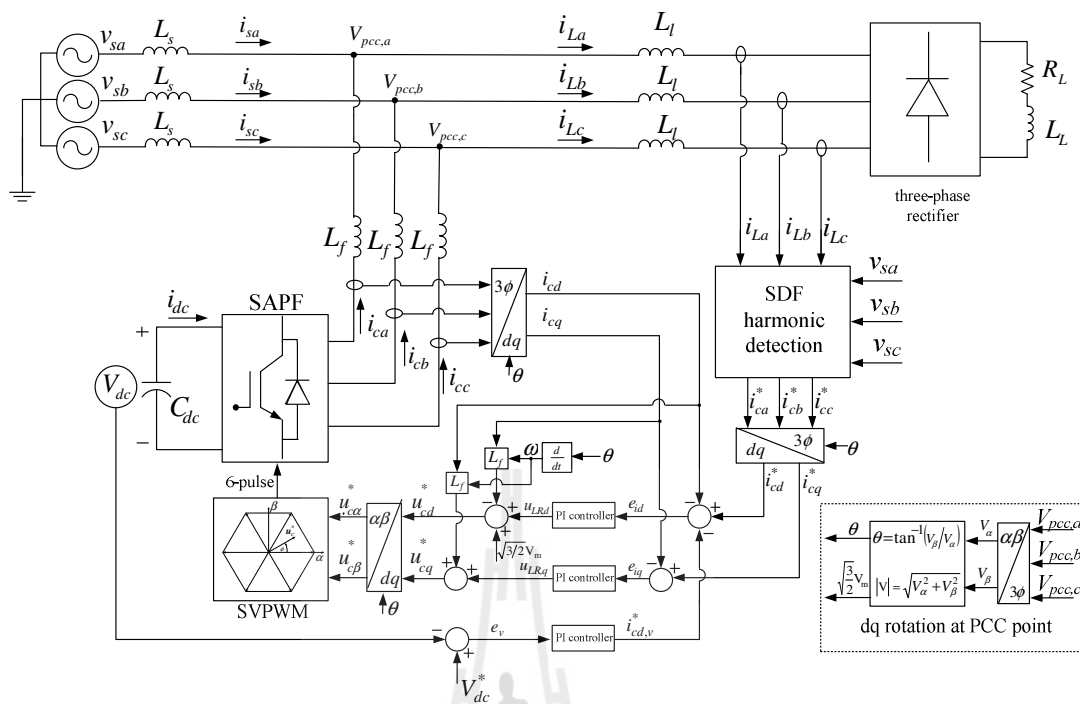 v_sa L_s i_sa V_pcc,a i_La L_l
v_sb L_s i_sb V_pcc,b i_Lb L_l
v_sc L_s i_sc V_pcc,c i_Lc L_l
R_L
L_L
three-phase
rectifier
L_f L_f L_f
i_La i_Lb i_Lc
SDF
harmonic
detection
v_sa
v_sb
v_sc
i_dc
SAPF
+
−
V_dc
C_dc
i_ca
i_cb
i_cc
3ϕ
dq
θ
i_cd
i_cq
i*_ca i*_cb i*_cc
dq 3ϕ
θ
i*_cd i*_cq
L_f ω d/dt θ
L_f
6-pulse
β
u*_c
ϕ
α
SVPWM
u*_cα
u*_cβ
αβ
dq
θ
u*_cd − + + u_LRd PI controller e_id − +
√3/2 V_m
u*_cq + + u_LRq PI controller e_iq − +
−
− + e_v PI controller i*_cd,v
V*_dc
θ θ=tan⁻¹(V_β/V_α) V_α αβ V_pcc,a
√3/2 V_m |V|=√V²_α+V²_β V_β 3ϕ V_pcc,b
V_pcc,c
dq rotation at PCC point